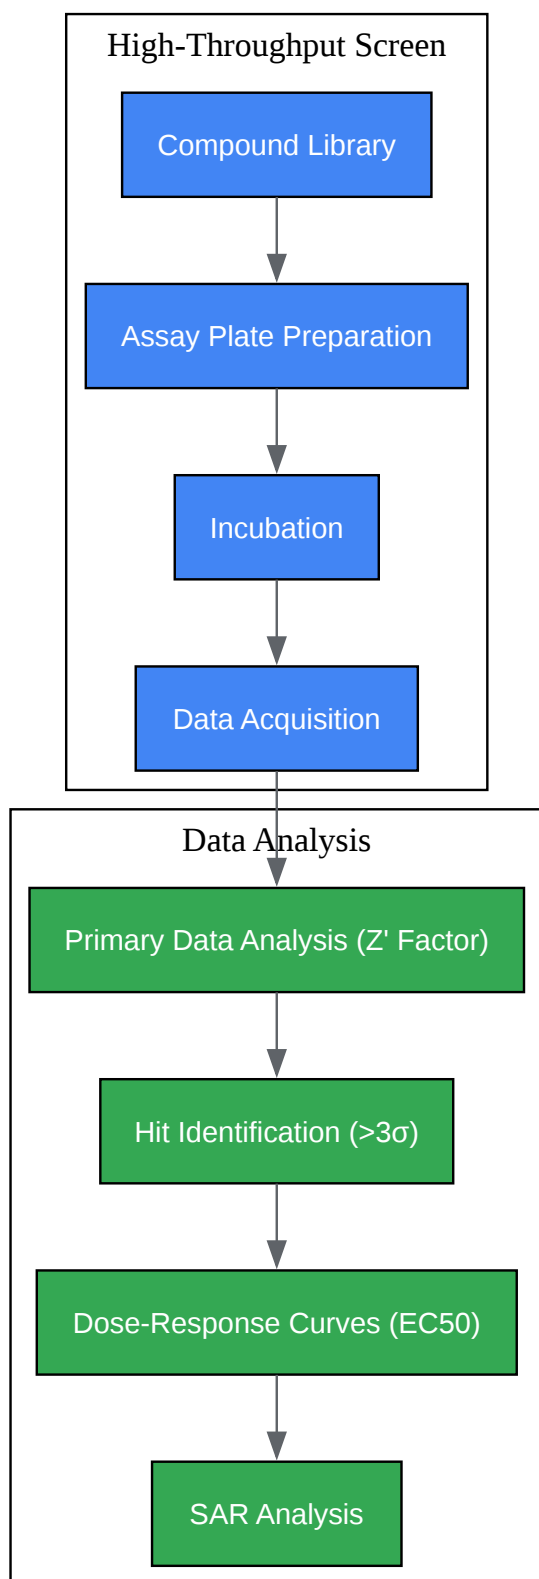 High-Throughput Screen
Compound Library
Assay Plate Preparation
Incubation
Data Acquisition
Data Analysis
Primary Data Analysis (Z' Factor)
Hit Identification (>3σ)
Dose-Response Curves (EC50)
SAR Analysis